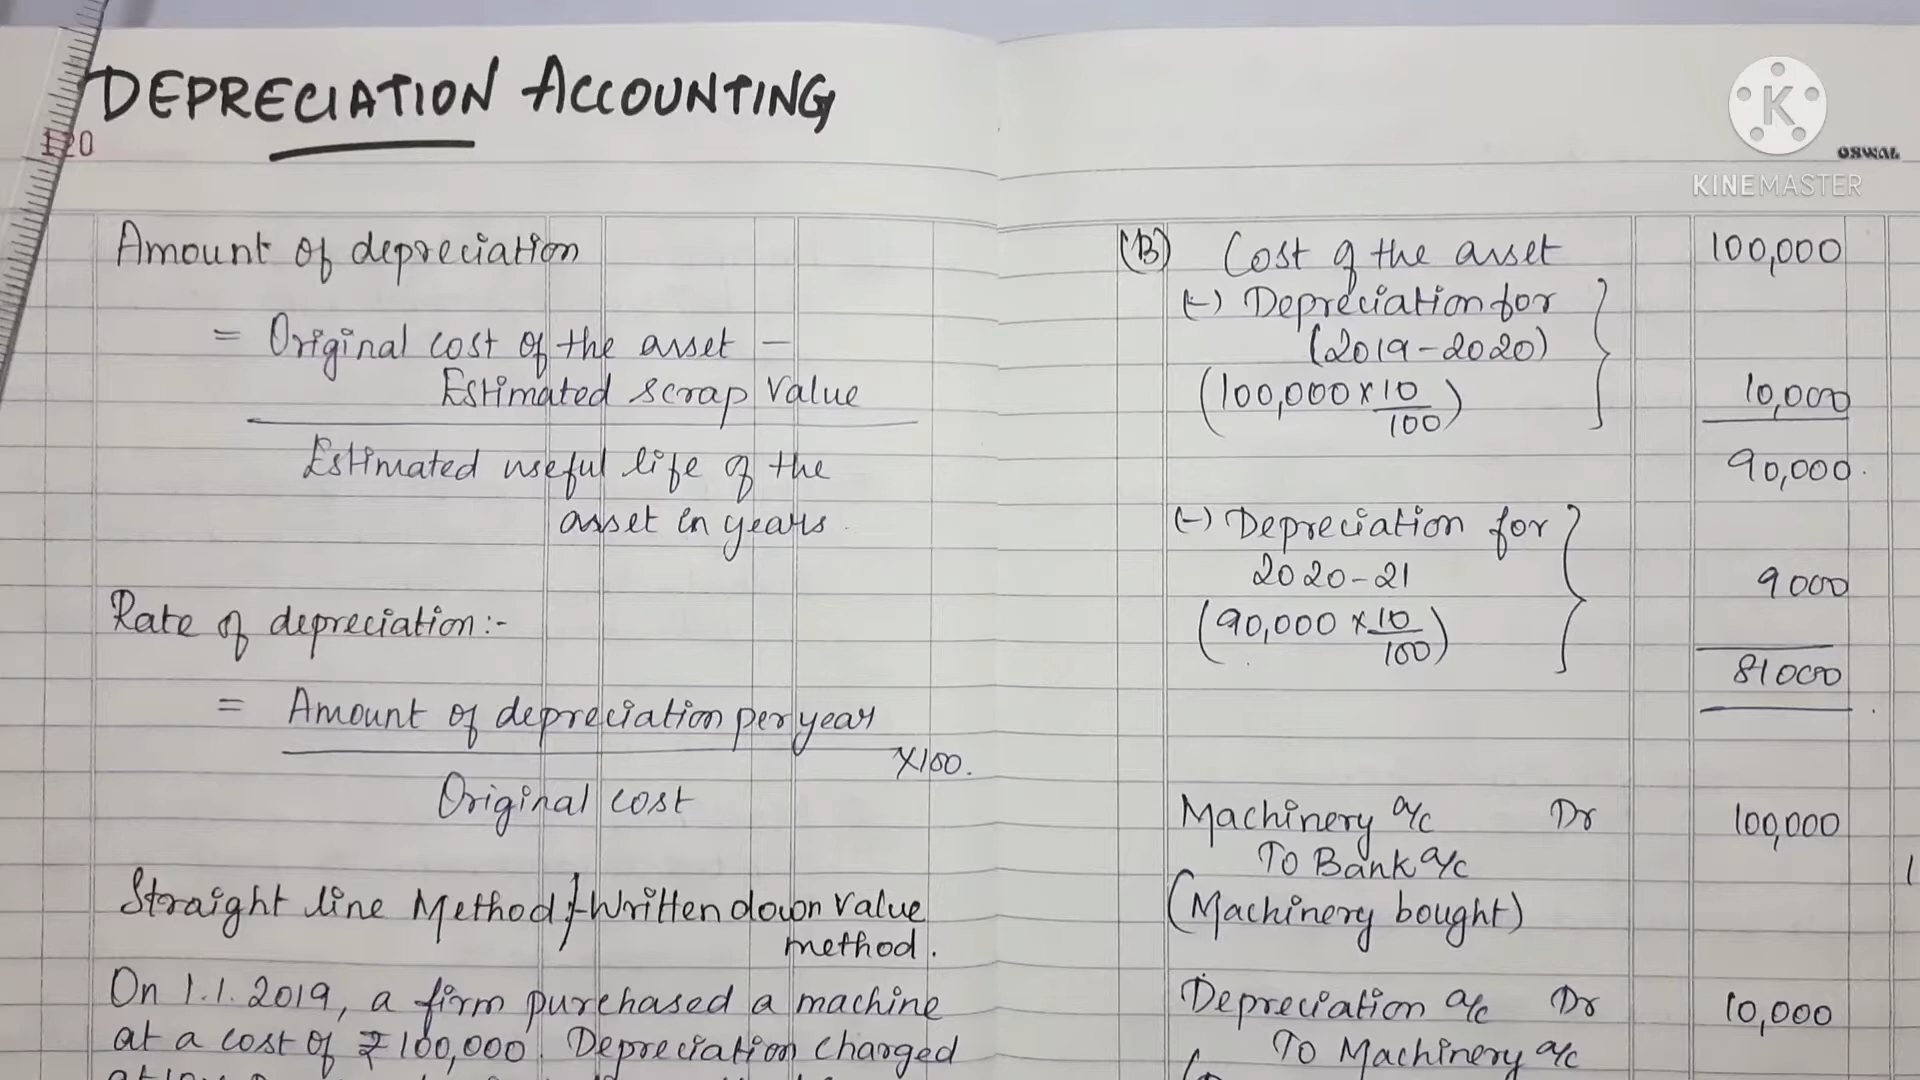 DEPRECIATION ACCOUNTING
120
Amount of depreciation
= Original cost of the asset –
Estimated scrap value
Estimated useful life of the
asset in years.
Rate of depreciation:-
= Amount of depreciation per year
×100.
Original cost
Straight line Method / Written down value
method.
On 1.1.2019, a firm purchased a machine
at a cost of ₹100,000. Depreciation charged
K
OSWAL
KINEMASTER
(B) Cost of the asset 100,000
(-) Depreciation for
(2019-2020)
(100,000 × 10/100) 10,000
90,000.
(-) Depreciation for
2020-21 9000
(90,000 × 10/100)
81000
Machinery a/c Dr 100,000
To Bank a/c
(Machinery bought)
Depreciation a/c Dr 10,000
To Machinery a/c